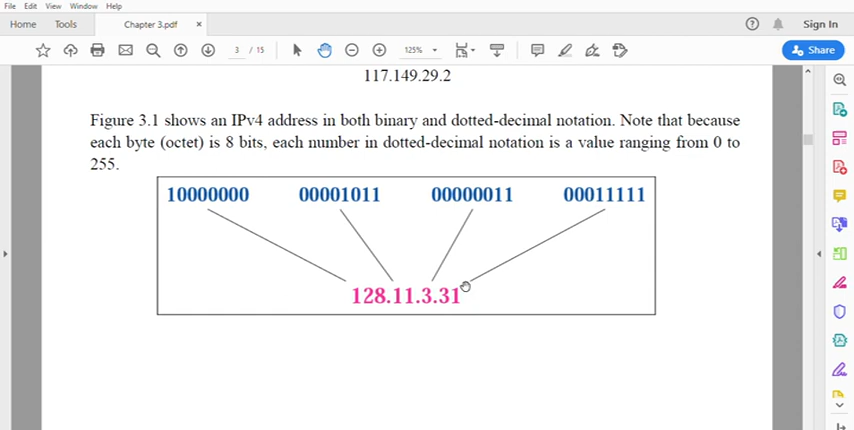 File Edit View Window Help
Home Tools Chapter 3.pdf × Sign In
3 / 15 125% Share
117.149.29.2
Figure 3.1 shows an IPv4 address in both binary and dotted-decimal notation. Note that because
each byte (octet) is 8 bits, each number in dotted-decimal notation is a value ranging from 0 to
255.
10000000 00001011 00000011 00011111
128.11.3.31